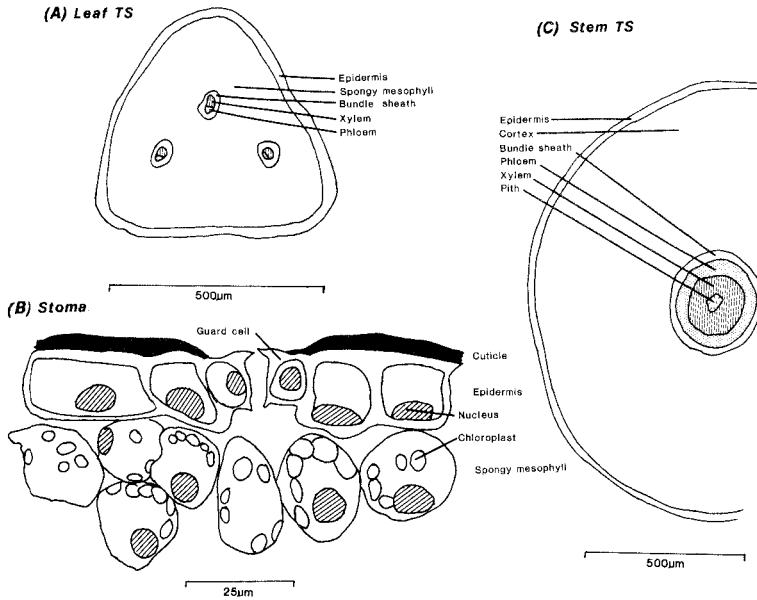 (A) Leaf TS
Epidermis
Spongy mesophyll
Bundle sheath
Xylem
Phloem
500µm
(B) Stoma
Guard cell
Cuticle
Epidermis
Nucleus
Chloroplast
Spongy mesophyll
25µm
(C) Stem TS
Epidermis
Cortex
Bundle sheath
Phloem
Xylem
Pith
500µm